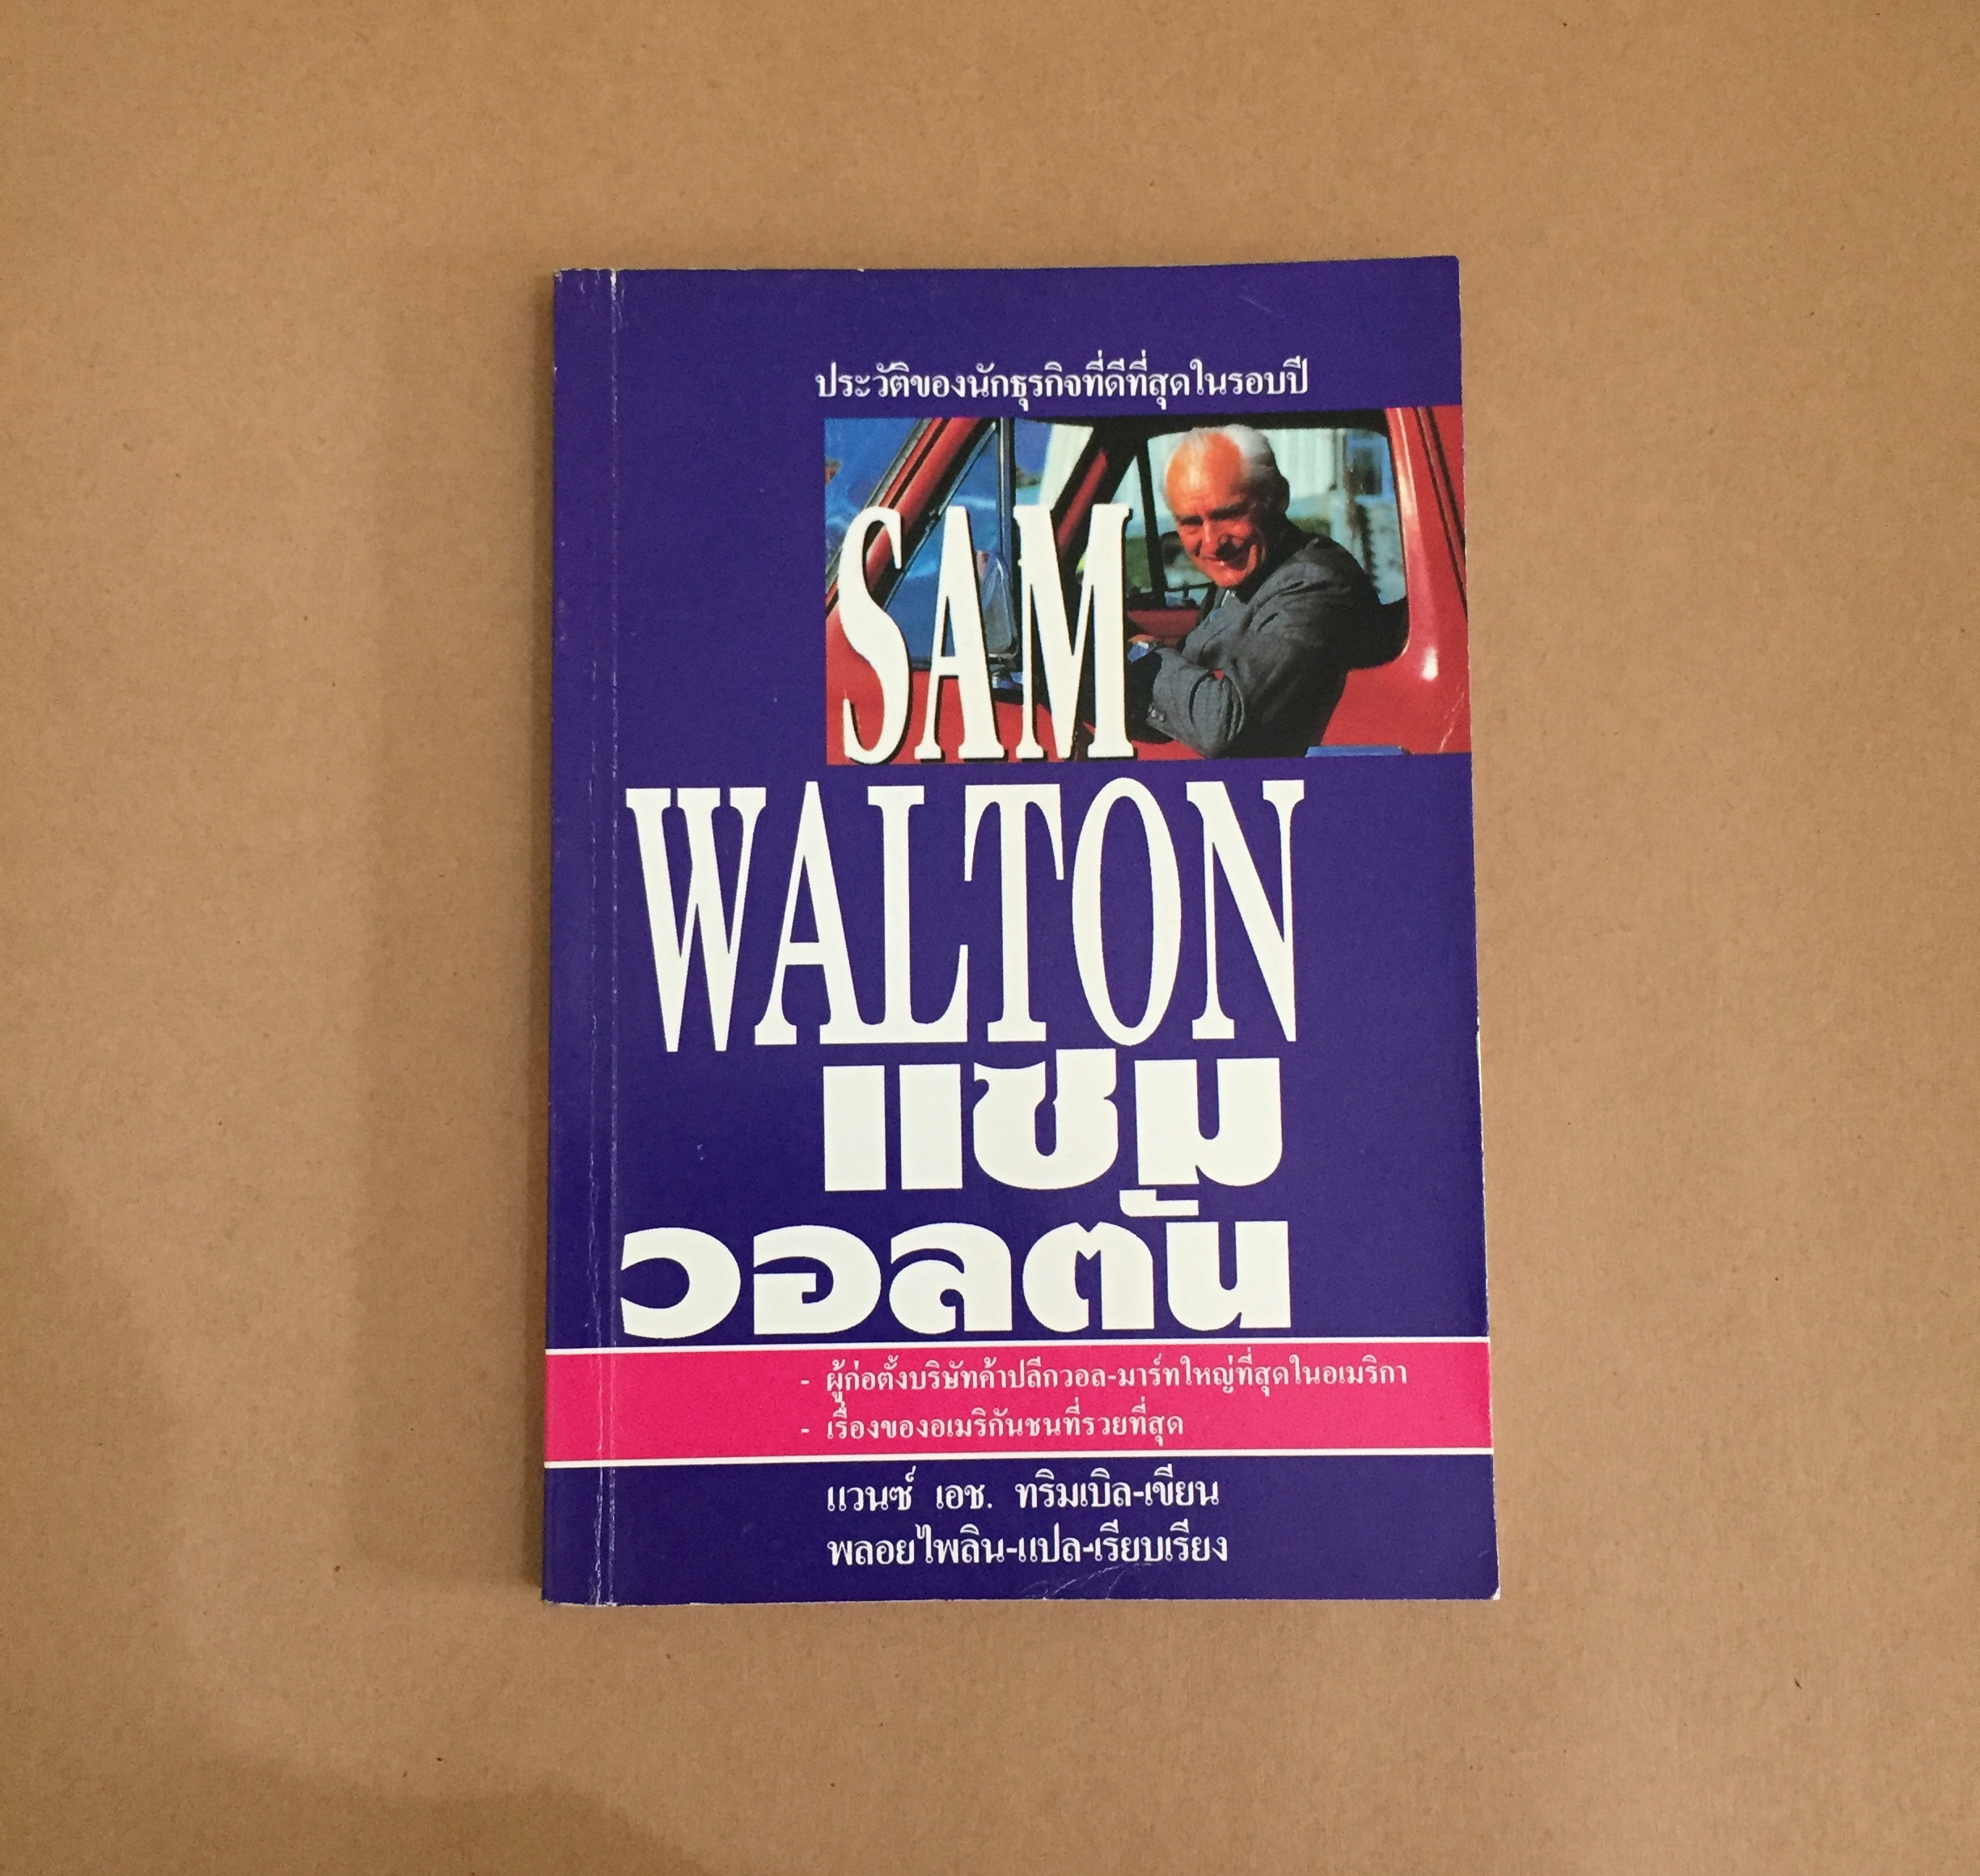 ประวัติของนักธุรกิจที่ดีที่สุดในรอบปี
SAM
WALTON
แซม
วอลตัน
- ผู้ก่อตั้งบริษัทค้าปลีกวอล-มาร์ทใหญ่ที่สุดในอเมริกา
- เรื่องของอเมริกันชนที่รวยที่สุด
แวนซ์ เอช. ทริมเบิล-เขียน
พลอยไพลิน-แปล-เรียบเรียง